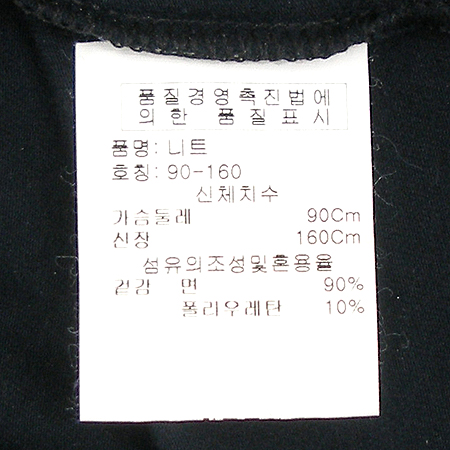 품질경영촉진법에
의한 품질표시
품명: 니트
호칭: 90-160
신체치수
가슴둘레 90Cm
신장 160Cm
섬유의조성및혼용율
겉감 면 90%
폴리우레탄 10%